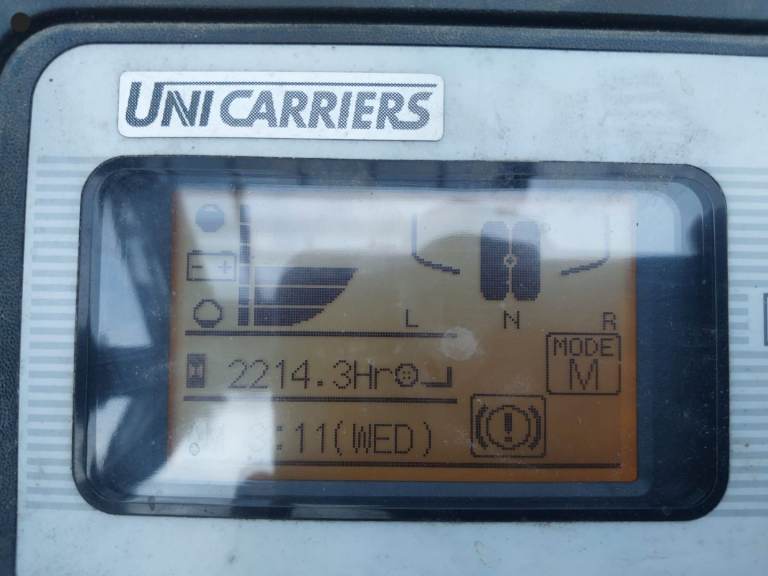 UNICARRIERS
L N R
MODE
M
2214.3Hr
:11(WED)